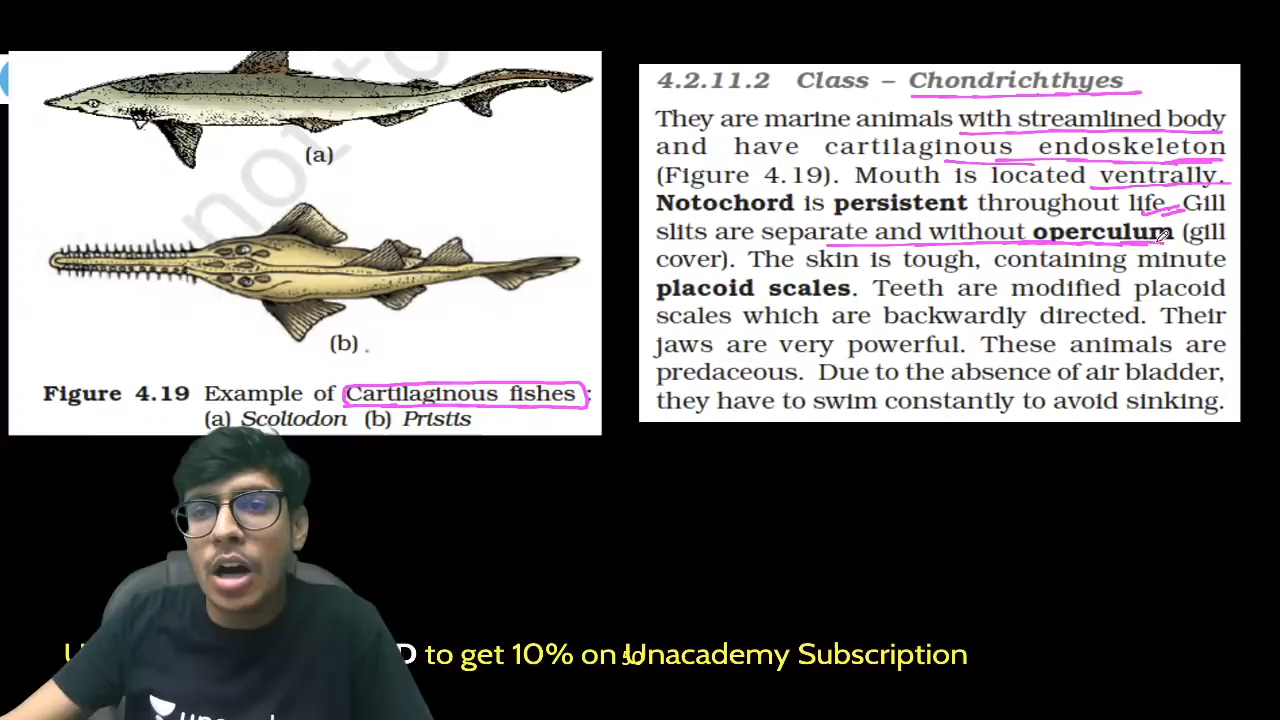 (a)
(b)
Figure 4.19 Example of Cartilaginous fishes :
(a) Scoliodon (b) Pristis
4.2.11.2 Class – Chondrichthyes
They are marine animals with streamlined body
and have cartilaginous endoskeleton
(Figure 4.19). Mouth is located ventrally.
Notochord is persistent throughout life. Gill
slits are separate and without operculum (gill
cover). The skin is tough, containing minute
placoid scales. Teeth are modified placoid
scales which are backwardly directed. Their
jaws are very powerful. These animals are
predaceous. Due to the absence of air bladder,
they have to swim constantly to avoid sinking.
to get 10% on Unacademy Subscription
50